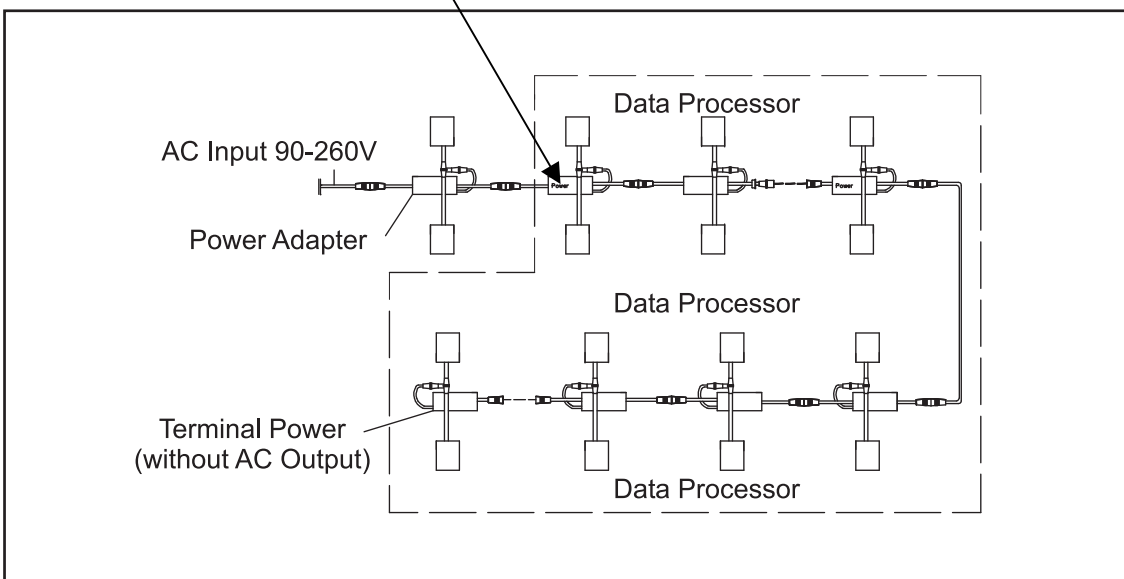 Data Processor
AC Input 90-260V
Power
Power
Power Adapter
Data Processor
Terminal Power
(without AC Output)
Data Processor